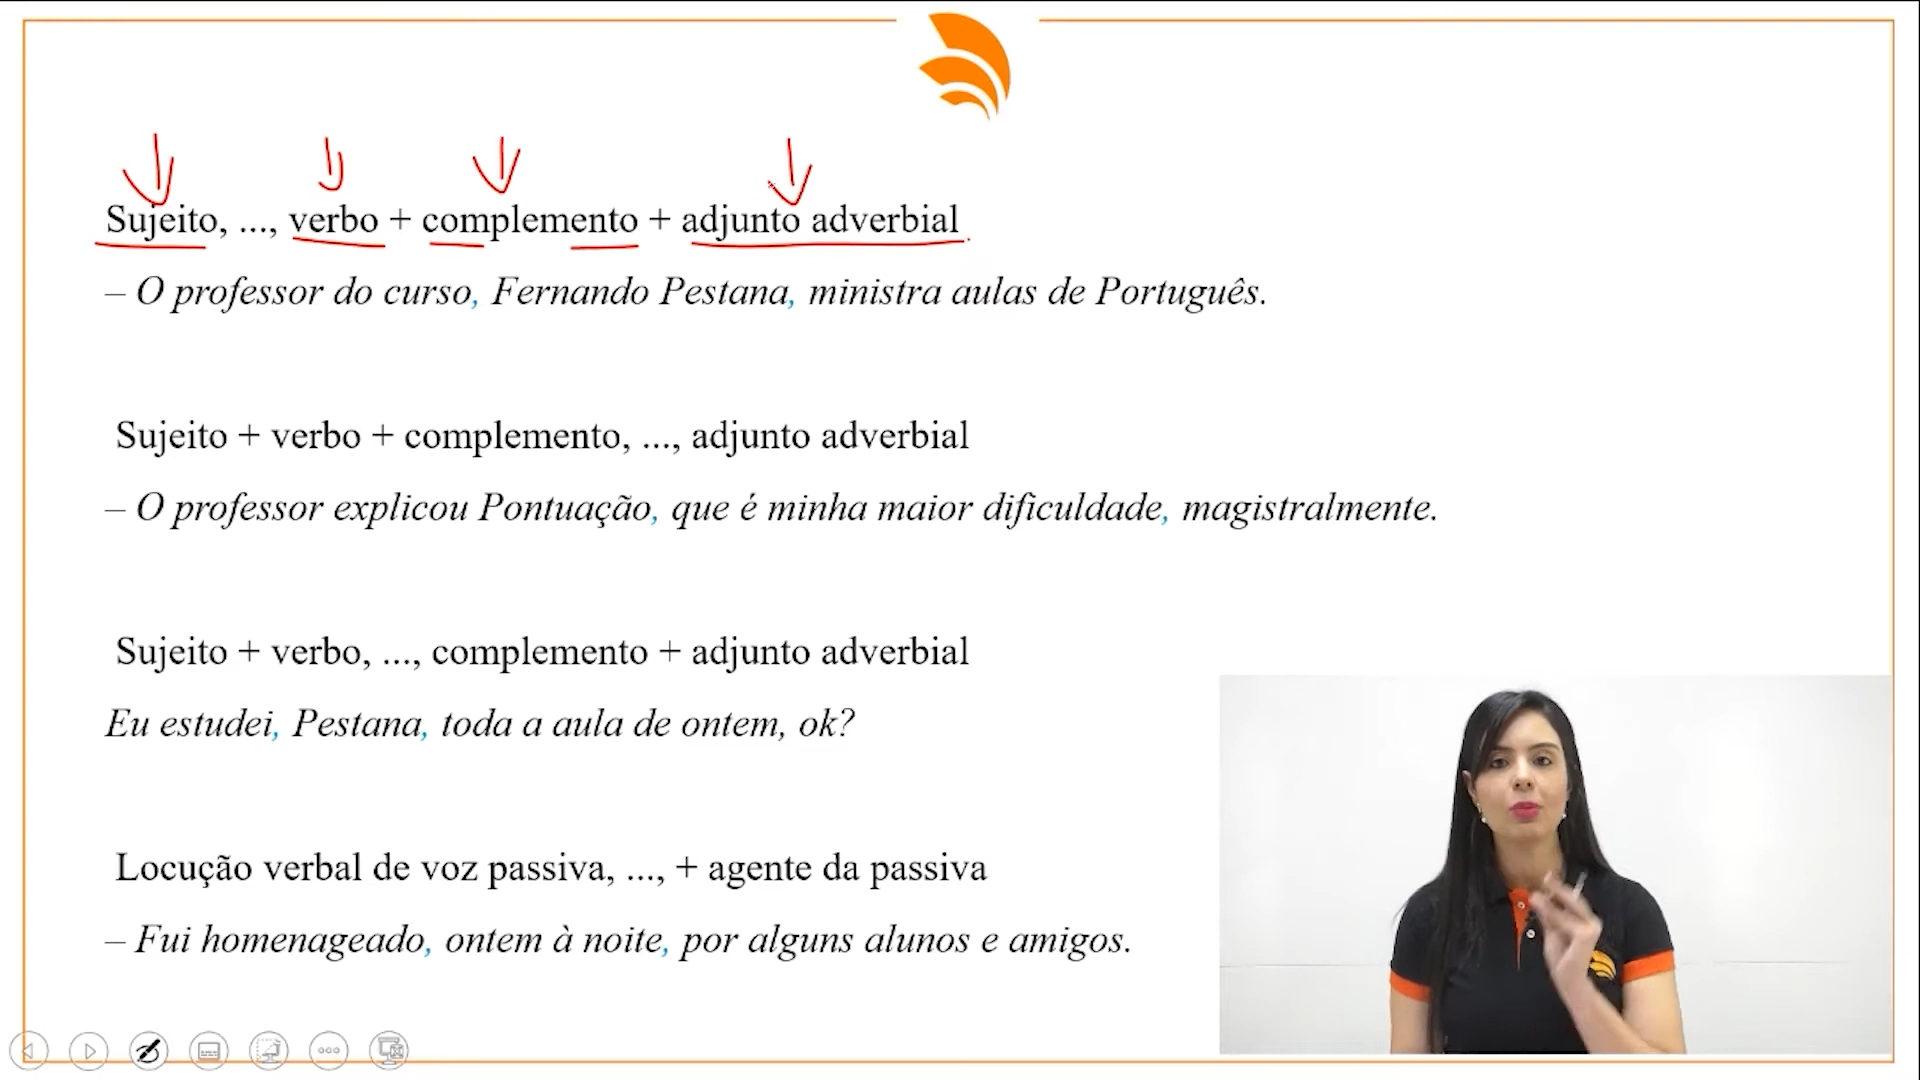 Sujeito, ..., verbo + complemento + adjunto adverbial
– O professor do curso, Fernando Pestana, ministra aulas de Português.
Sujeito + verbo + complemento, ..., adjunto adverbial
– O professor explicou Pontuação, que é minha maior dificuldade, magistralmente.
Sujeito + verbo, ..., complemento + adjunto adverbial
Eu estudei, Pestana, toda a aula de ontem, ok?
Locução verbal de voz passiva, ..., + agente da passiva
– Fui homenageado, ontem à noite, por alguns alunos e amigos.